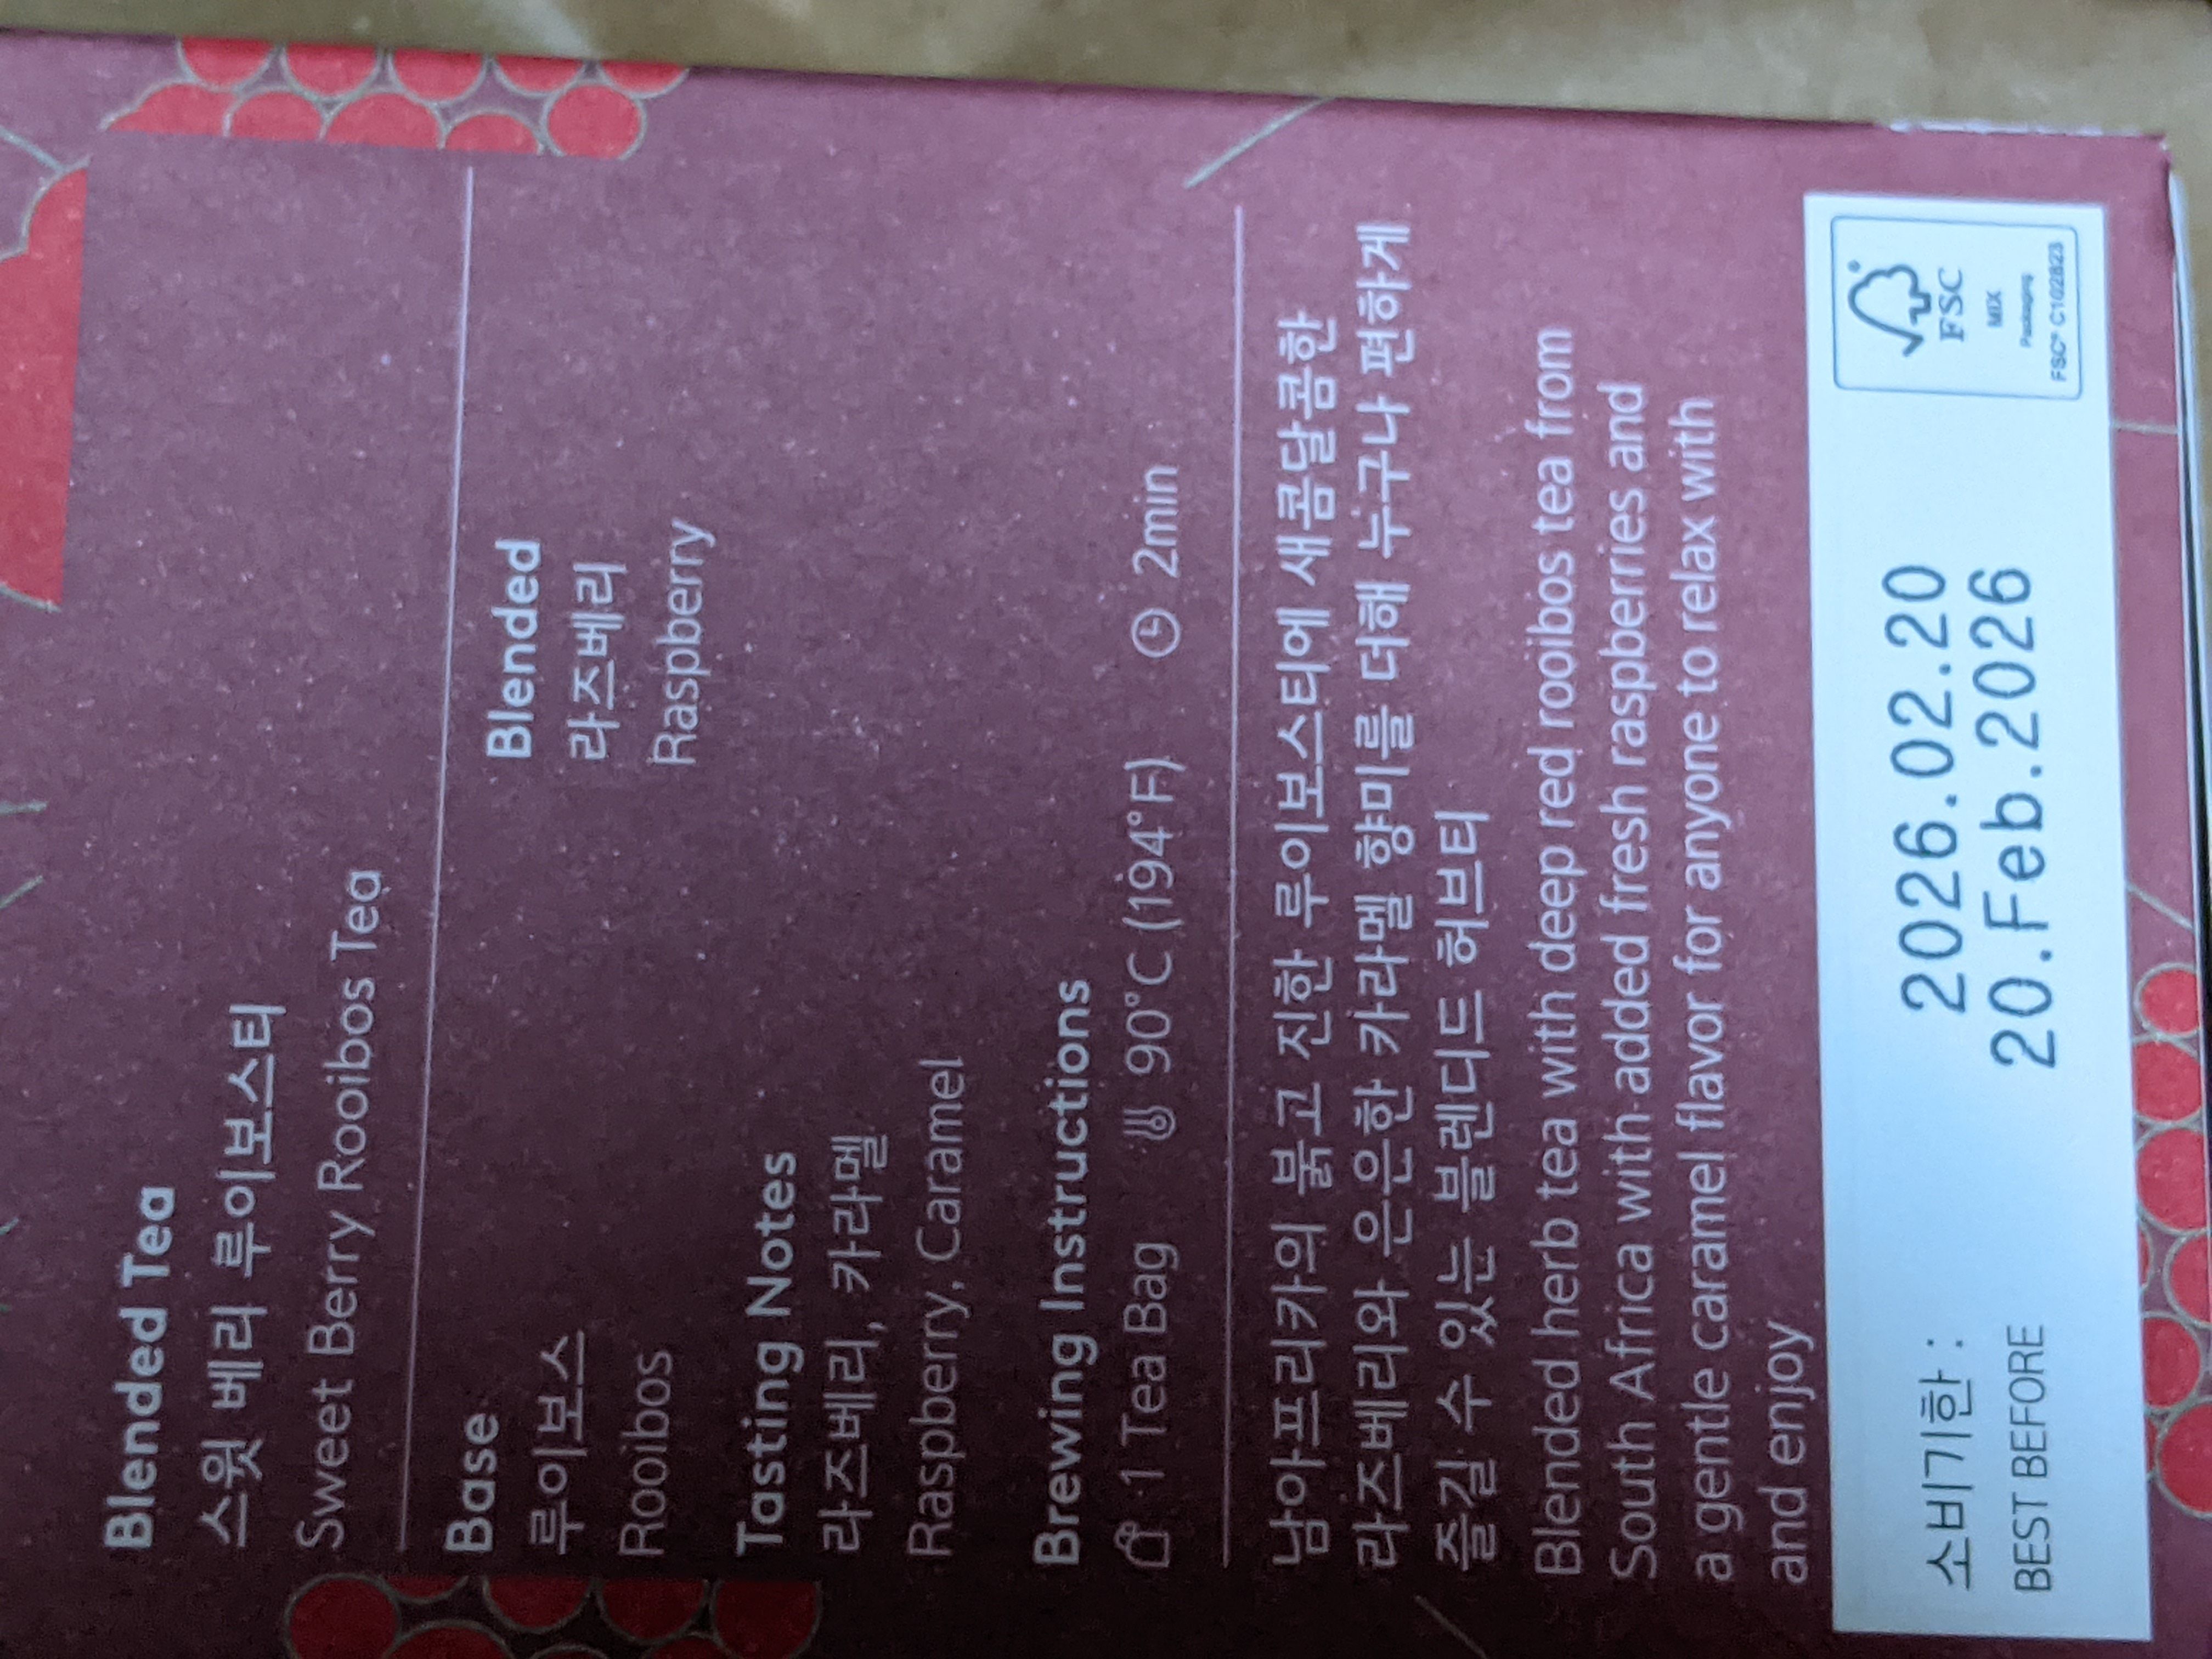 Blended Tea
스윗 베리 루이보스티
Sweet Berry Rooibos Tea
Base
루이보스
Rooibos
Blended
라즈베리
Raspberry
Tasting Notes
라즈베리, 카라멜
Raspberry, Caramel
Brewing Instructions
1 Tea Bag 90°C (194°F) 2min
남아프리카의 붉고 진한 루이보스티에 새콤달콤한
라즈베리와 은은한 카라멜 향미를 더해 누구나 편하게
즐길 수 있는 블렌디드 허브티
Blended herb tea with deep red rooibos tea from
South Africa with added fresh raspberries and
a gentle caramel flavor for anyone to relax with
and enjoy
소비기한 : 2026.02.20
BEST BEFORE 20.Feb.2026
FSC
MIX
Packaging
FSC® C102823